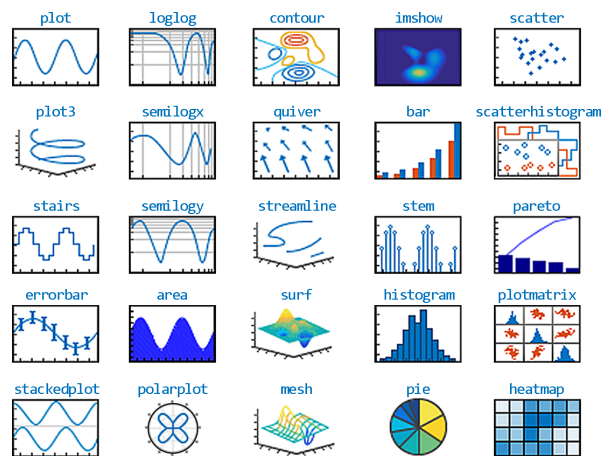 plot loglog contour imshow scatter
plot3 semilogx quiver bar scatterhistogram
stairs semilogy streamline stem pareto
errorbar area surf histogram plotmatrix
stackedplot polarplot mesh pie heatmap